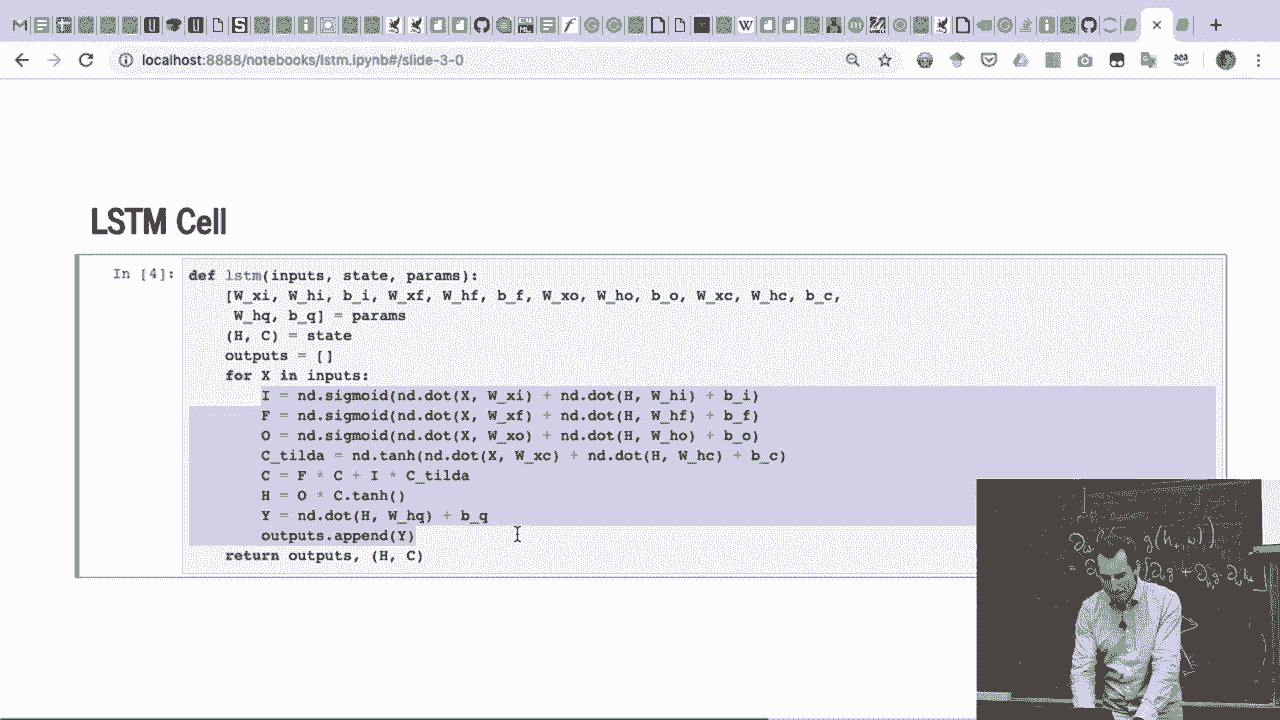 localhost:8888/notebooks/lstm.ipynb#/slide-3-0
LSTM Cell
In [4]:
def lstm(inputs, state, params):
    [W_xi, W_hi, b_i, W_xf, W_hf, b_f, W_xo, W_ho, b_o, W_xc, W_hc, b_c,
     W_hq, b_q] = params
    (H, C) = state
    outputs = []
    for X in inputs:
        I = nd.sigmoid(nd.dot(X, W_xi) + nd.dot(H, W_hi) + b_i)
        F = nd.sigmoid(nd.dot(X, W_xf) + nd.dot(H, W_hf) + b_f)
        O = nd.sigmoid(nd.dot(X, W_xo) + nd.dot(H, W_ho) + b_o)
        C_tilda = nd.tanh(nd.dot(X, W_xc) + nd.dot(H, W_hc) + b_c)
        C = F * C + I * C_tilda
        H = O * C.tanh()
        Y = nd.dot(H, W_hq) + b_q
        outputs.append(Y)
    return outputs, (H, C)